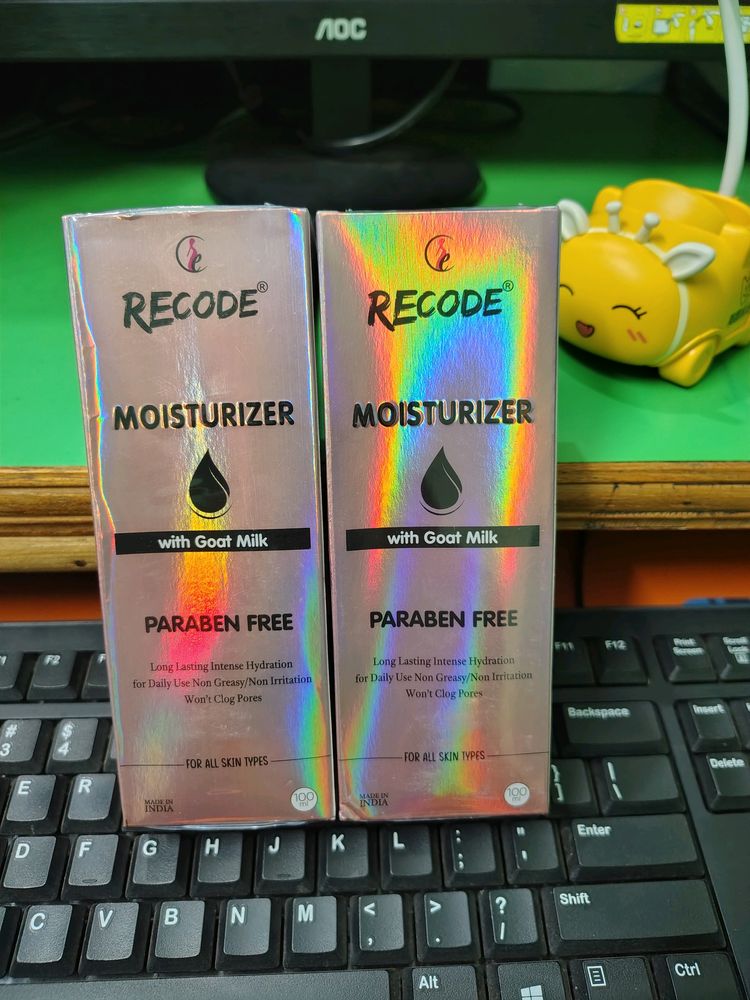 AOC
RECODE®
MOISTURIZER
with Goat Milk
PARABEN FREE
Long Lasting Intense Hydration
for Daily Use Non Greasy/Non Irritation
Won't Clog Pores
FOR ALL SKIN TYPES
MADE IN
INDIA
100
ml
RECODE®
MOISTURIZER
with Goat Milk
PARABEN FREE
Long Lasting Intense Hydration
for Daily Use Non Greasy/Non Irritation
Won't Clog Pores
FOR ALL SKIN TYPES
MADE IN
INDIA
100
ml
F2
F11
F12
Print
Screen
Scroll
Lock
#
3
$
4
Backspace
Insert
E
R
}
]
|
\
Delete
D
F
G
H
J
K
L
:
;
"
'
Enter
C
V
B
N
M
<
,
>
.
?
/
Shift
Alt
Ctrl